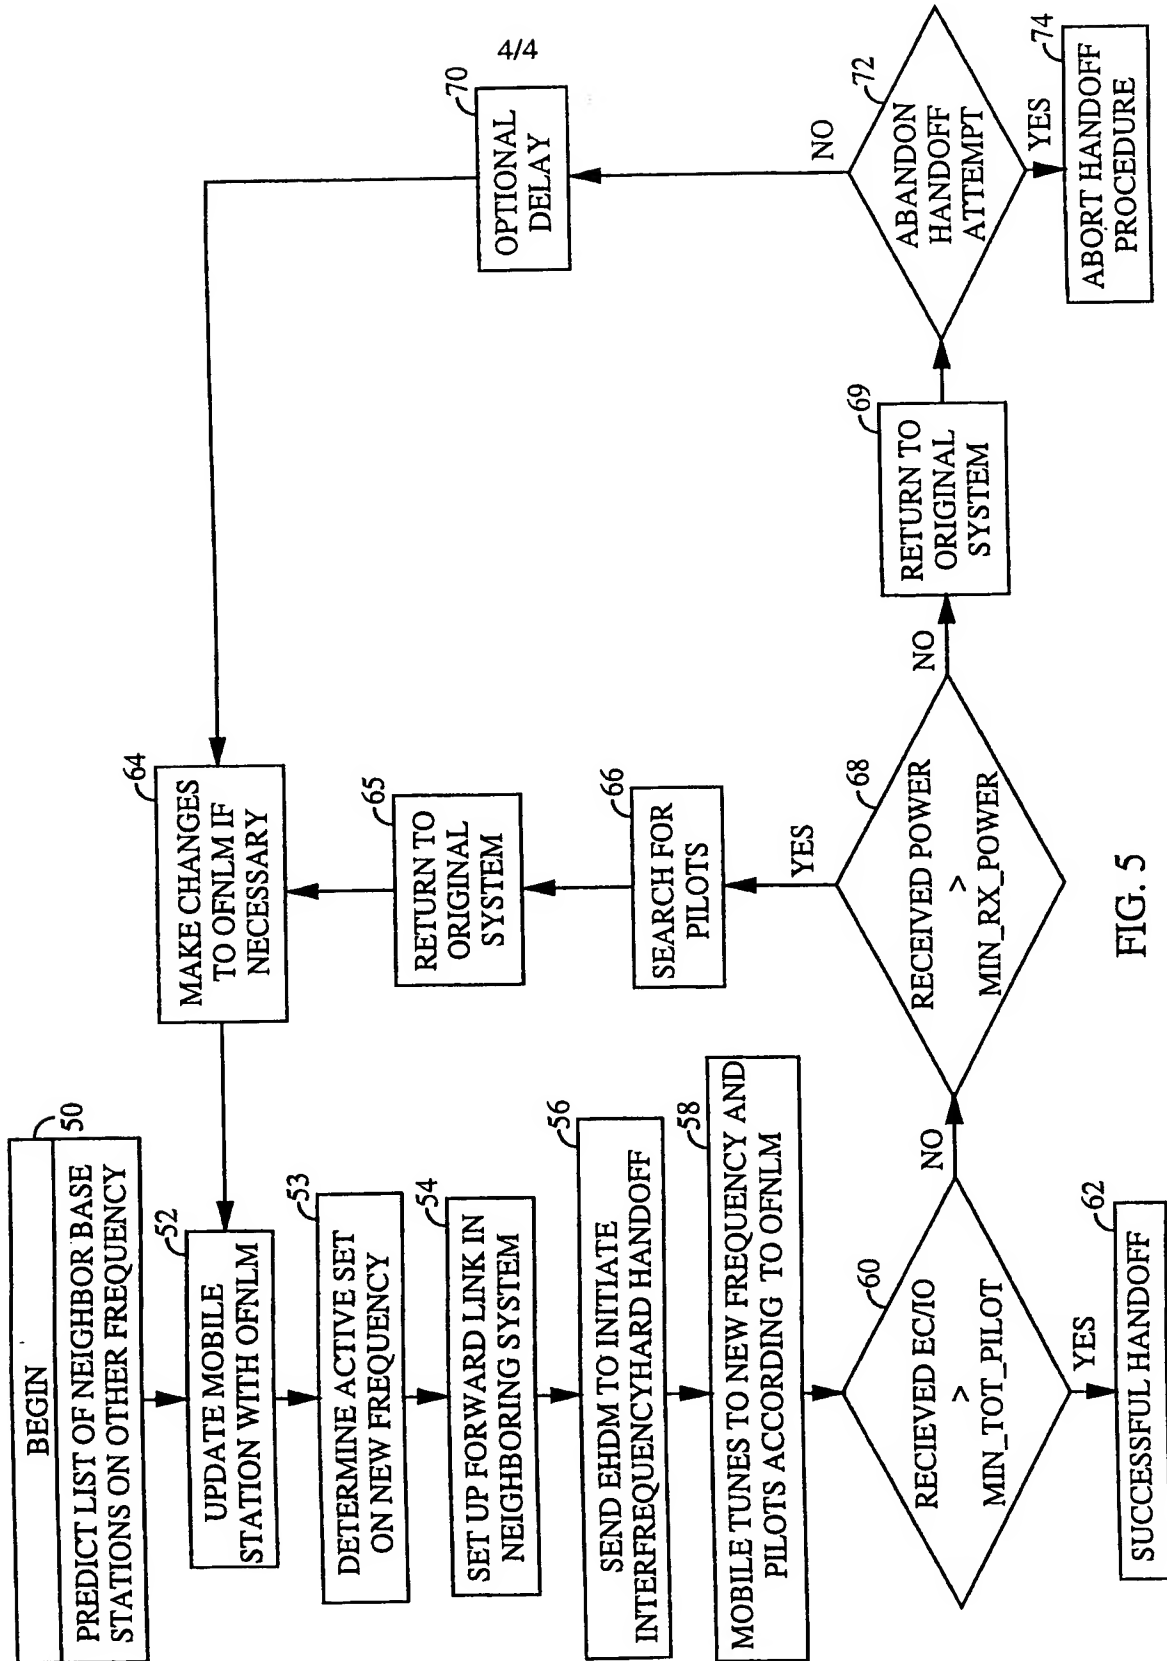 4/4
BEGIN
50
PREDICT LIST OF NEIGHBOR BASE
STATIONS ON OTHER FREQUENCY
52
UPDATE MOBILE
STATION WITH OFNLM
53
DETERMINE ACTIVE SET
ON NEW FREQUENCY
54
SET UP FORWARD LINK IN
NEIGHBORING SYSTEM
56
SEND EHDM TO INITIATE
INTERFREQUENCYHARD HANDOFF
58
MOBILE TUNES TO NEW FREQUENCY AND
PILOTS ACCORDING TO OFNLM
60
RECIEVED EC/IO
>
MIN_TOT_PILOT
YES
NO
62
SUCCESSFUL HANDOFF
64
MAKE CHANGES
TO OFNLM IF
NECESSARY
65
RETURN TO
ORIGINAL
SYSTEM
66
SEARCH FOR
PILOTS
YES
68
RECEIVED POWER
>
MIN_RX_POWER
NO
69
RETURN TO
ORIGINAL
SYSTEM
70
OPTIONAL
DELAY
NO
72
ABANDON
HANDOFF
ATTEMPT
YES
74
ABORT HANDOFF
PROCEDURE
FIG. 5